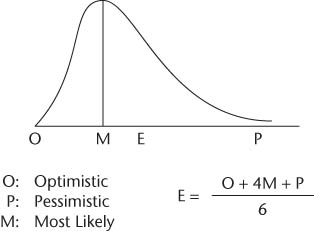 O M E P
O: Optimistic
P: Pessimistic
M: Most Likely
E = O + 4M + P
6